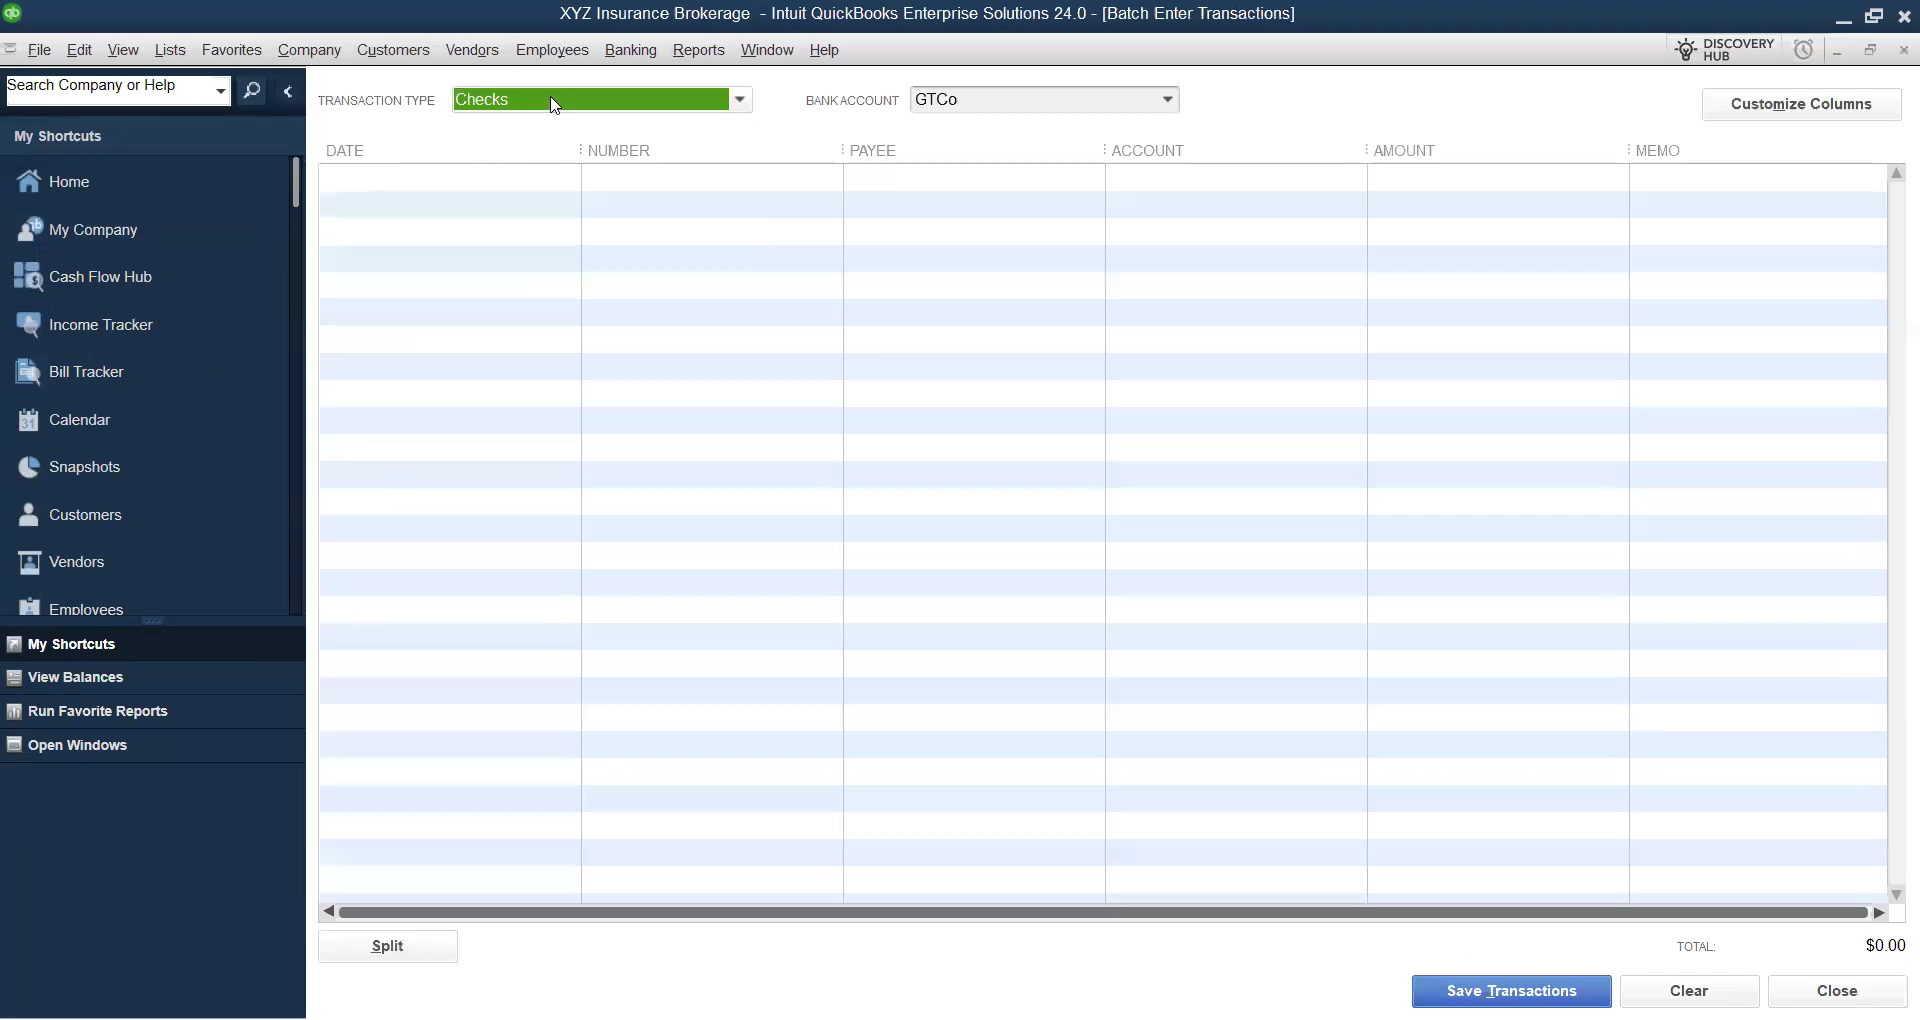 XYZ Insurance Brokerage - Intuit QuickBooks Enterprise Solutions 24.0 - [Batch Enter Transactions]
File Edit View Lists Favorites Company Customers Vendors Employees Banking Reports Window Help
DISCOVERY HUB
Search Company or Help
TRANSACTION TYPE Checks BANK ACCOUNT GTCo Customize Columns
My Shortcuts
DATE NUMBER PAYEE ACCOUNT AMOUNT MEMO
Home
My Company
Cash Flow Hub
Income Tracker
Bill Tracker
31 Calendar
Snapshots
Customers
Vendors
Employees
My Shortcuts
View Balances
Run Favorite Reports
Open Windows
Split TOTAL: $0.00
Save Transactions Clear Close